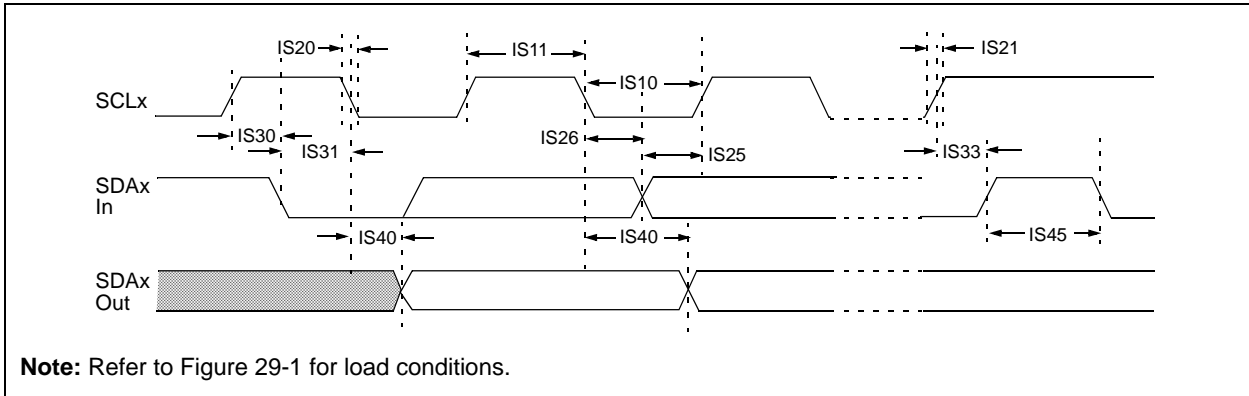 IS20
IS11
IS21
SCLx
IS10
IS30
IS31
IS26
IS25
IS33
SDAx
In
IS40
IS40
IS45
SDAx
Out
Note: Refer to Figure 29-1 for load conditions.